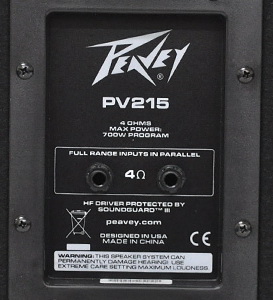 PEAVEY
PV215
4 OHMS
MAX POWER:
700W PROGRAM
FULL RANGE INPUTS IN PARALLEL
4Ω
HF DRIVER PROTECTED BY
SOUNDGUARD™ III
peavey.com
DESIGNED IN USA
MADE IN CHINA
CE
WARNING! THIS SPEAKER SYSTEM CAN
PERMANENTLY DAMAGE HEARING! USE
EXTREME CARE SETTING MAXIMUM LOUDNESS.